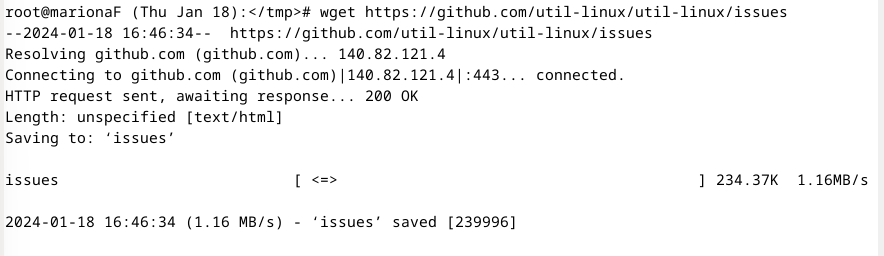 root@marionaF (Thu Jan 18):</tmp># wget https://github.com/util-linux/util-linux/issues
--2024-01-18 16:46:34--  https://github.com/util-linux/util-linux/issues
Resolving github.com (github.com)... 140.82.121.4
Connecting to github.com (github.com)|140.82.121.4|:443... connected.
HTTP request sent, awaiting response... 200 OK
Length: unspecified [text/html]
Saving to: ‘issues’
issues                          [ <=>                                        ] 234.37K  1.16MB/s
2024-01-18 16:46:34 (1.16 MB/s) - ‘issues’ saved [239996]